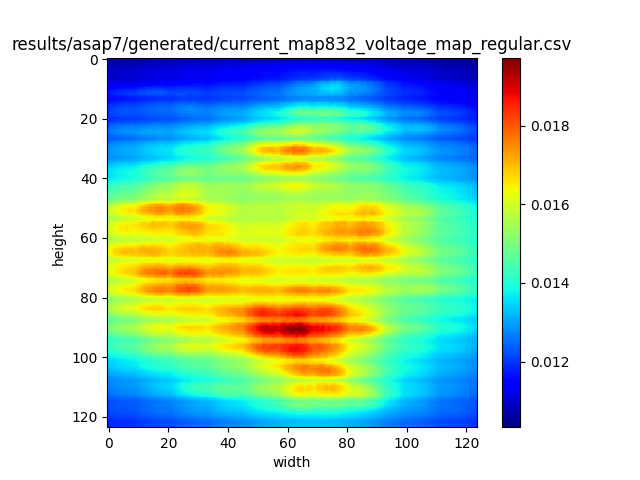 results/asap7/generated/current_map832_voltage_map_regular.csv
0
20
40
60
80
100
120
height
0 20 40 60 80 100 120
width
0.018
0.016
0.014
0.012